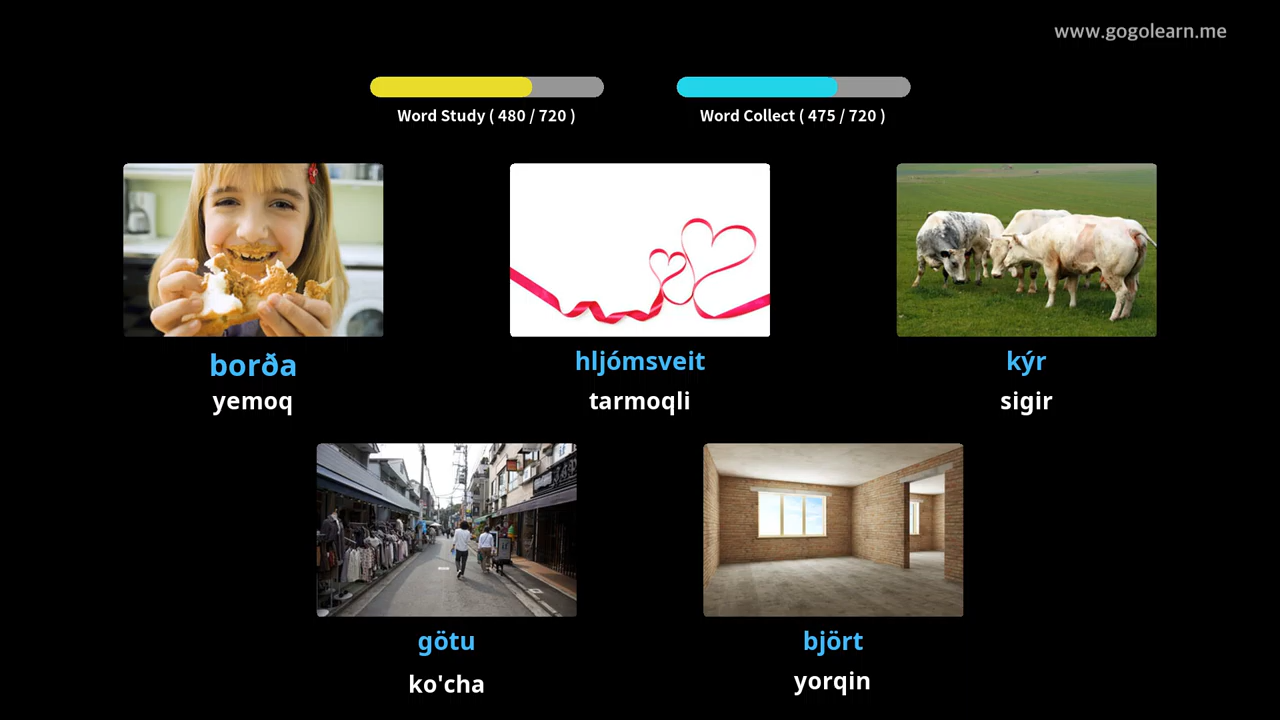 www.gogolearn.me
Word Study ( 480 / 720 )
Word Collect ( 475 / 720 )
borða
yemoq
hljómsveit
tarmoqli
kýr
sigir
götu
ko'cha
björt
yorqin